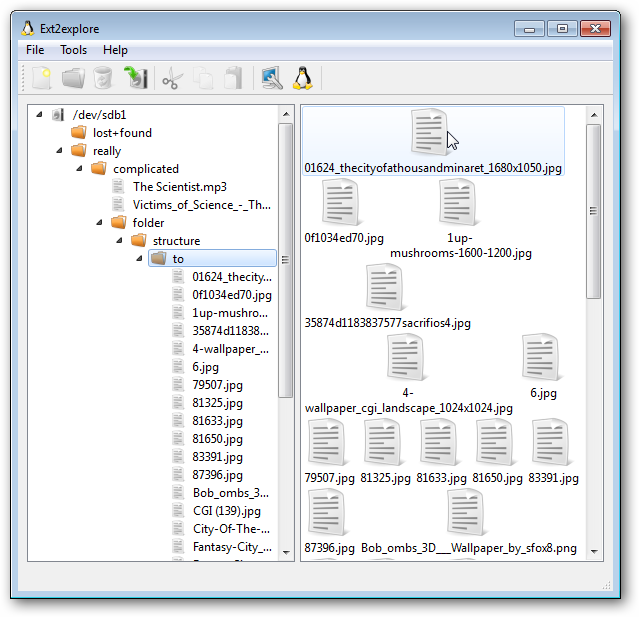 Ext2explore
File Tools Help
/dev/sdb1
lost+found
really
complicated
The Scientist.mp3
Victims_of_Science_-_Th...
folder
structure
to
01624_thecity...
0f1034ed70.jpg
1up-mushro...
35874d11838...
4-wallpaper_...
6.jpg
79507.jpg
81325.jpg
81633.jpg
81650.jpg
83391.jpg
87396.jpg
Bob_ombs_3...
CGI (139).jpg
City-Of-The-...
Fantasy-City_...
01624_thecityofathousandminaret_1680x1050.jpg
0f1034ed70.jpg 1up-
mushrooms-1600-1200.jpg
35874d1183837577sacrifios4.jpg
4- 6.jpg
wallpaper_cgi_landscape_1024x1024.jpg
79507.jpg 81325.jpg 81633.jpg 81650.jpg 83391.jpg
87396.jpg Bob_ombs_3D___Wallpaper_by_sfox8.png